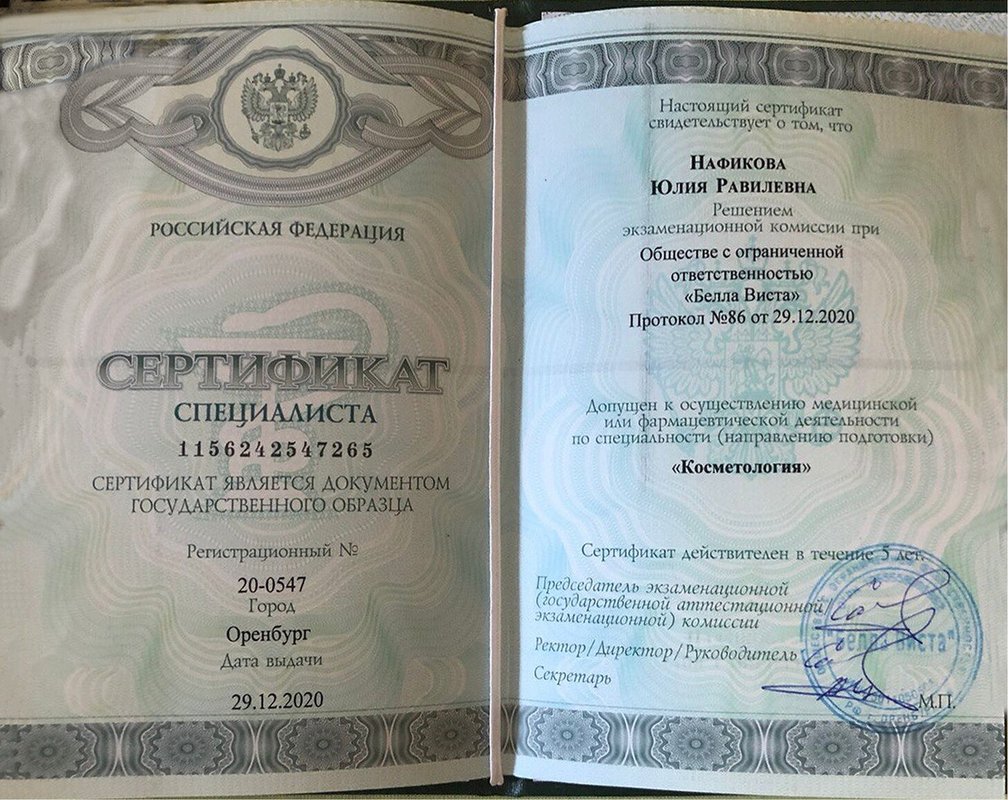 РОССИЙСКАЯ ФЕДЕРАЦИЯ
СЕРТИФИКАТ
СПЕЦИАЛИСТА
1156242547265
СЕРТИФИКАТ ЯВЛЯЕТСЯ ДОКУМЕНТОМ
ГОСУДАРСТВЕННОГО ОБРАЗЦА
Регистрационный №
20-0547
Город
Оренбург
Дата выдачи
29.12.2020
Настоящий сертификат
свидетельствует о том, что
НАФИКОВА
ЮЛИЯ РАВИЛЕВНА
Решением
экзаменационной комиссии при
Обществе с ограниченной
ответственностью
«Белла Виста»
Протокол №86 от 29.12.2020
Допущен к осуществлению медицинской
или фармацевтической деятельности
по специальности (направлению подготовки)
«Косметология»
Сертификат действителен в течение 5 лет.
Председатель экзаменационной
(государственной аттестационной/
экзаменационной) комиссии
Ректор/Директор/Руководитель
Секретарь
М.П.
"Белла Виста"